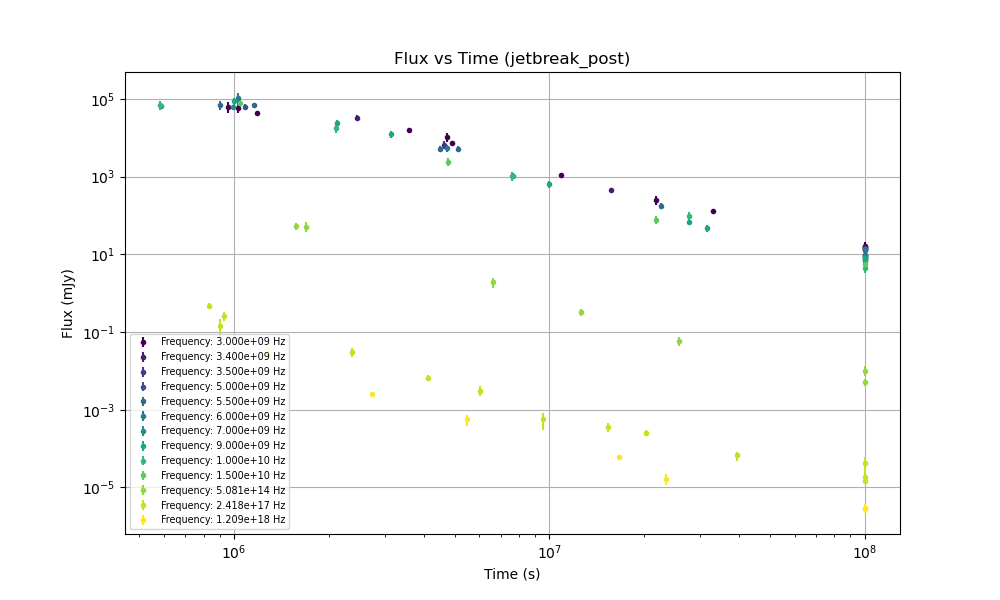 Flux vs Time (jetbreak_post)
10^5
10^3
10^1
10^-1
10^-3
10^-5
Flux (mJy)
Frequency: 3.000e+09 Hz
Frequency: 3.400e+09 Hz
Frequency: 3.500e+09 Hz
Frequency: 5.000e+09 Hz
Frequency: 5.500e+09 Hz
Frequency: 6.000e+09 Hz
Frequency: 7.000e+09 Hz
Frequency: 9.000e+09 Hz
Frequency: 1.000e+10 Hz
Frequency: 1.500e+10 Hz
Frequency: 5.081e+14 Hz
Frequency: 2.418e+17 Hz
Frequency: 1.209e+18 Hz
10^6
10^7
10^8
Time (s)